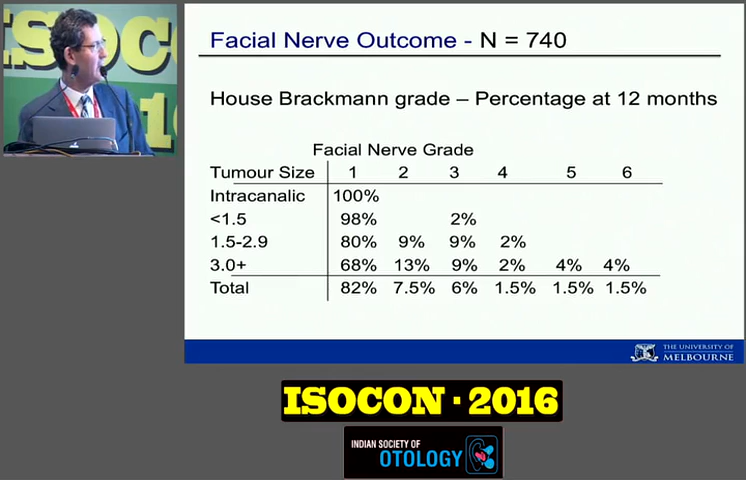 ISOCON
1
Facial Nerve Outcome - N = 740
House Brackmann grade – Percentage at 12 months
Facial Nerve Grade
Tumour Size 1 2 3 4 5 6
Intracanalic 100%
<1.5 98% 2%
1.5-2.9 80% 9% 9% 2%
3.0+ 68% 13% 9% 2% 4% 4%
Total 82% 7.5% 6% 1.5% 1.5% 1.5%
THE UNIVERSITY OF
MELBOURNE
ISOCON · 2016
INDIAN SOCIETY OF
OTOLOGY